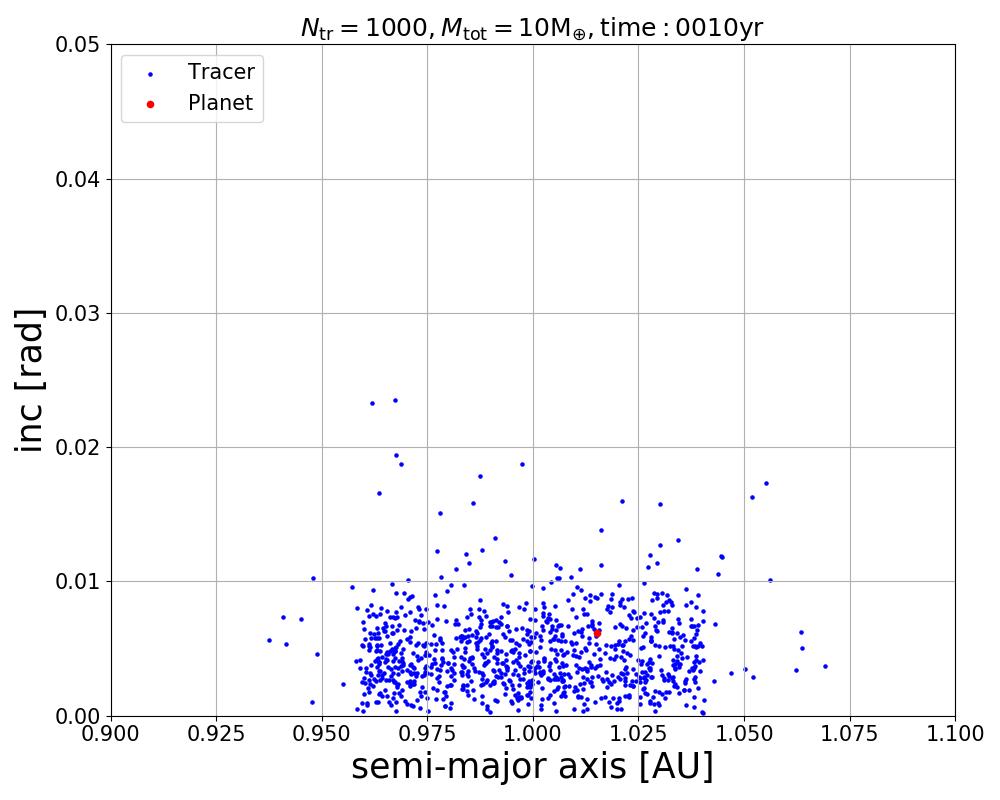 N_tr = 1000, M_tot = 10M_⊕, time : 0010yr
Tracer
Planet
inc [rad]
0.05
0.04
0.03
0.02
0.01
0.00
0.900 0.925 0.950 0.975 1.000 1.025 1.050 1.075 1.100
semi-major axis [AU]